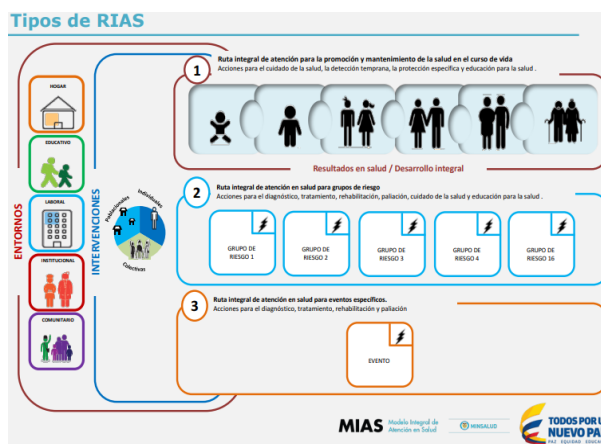 Tipos de RIAS
ENTORNOS
HOGAR
EDUCATIVO
LABORAL
INSTITUCIONAL
COMUNITARIO
INTERVENCIONES
Poblacionales
Individuales
Colectivas
1
Ruta integral de atención para la promoción y mantenimiento de la salud en el curso de vida
Acciones para el cuidado de la salud, la detección temprana, la protección específica y educación para la salud .
Resultados en salud / Desarrollo integral
2
Ruta integral de atención en salud para grupos de riesgo
Acciones para el diagnóstico, tratamiento, rehabilitación, paliación, cuidado de la salud y educación para la salud .
GRUPO DE
RIESGO 1
GRUPO DE
RIESGO 2
GRUPO DE
RIESGO 3
GRUPO DE
RIESGO 4
GRUPO DE
RIESGO 16
3
Ruta integral de atención en salud para eventos específicos.
Acciones para el diagnóstico, tratamiento, rehabilitación y paliación
EVENTO
MIAS
Modelo Integral de
Atención en Salud
MINSALUD
TODOS POR U
NUEVO PA
PAZ EQUIDAD EDUCA